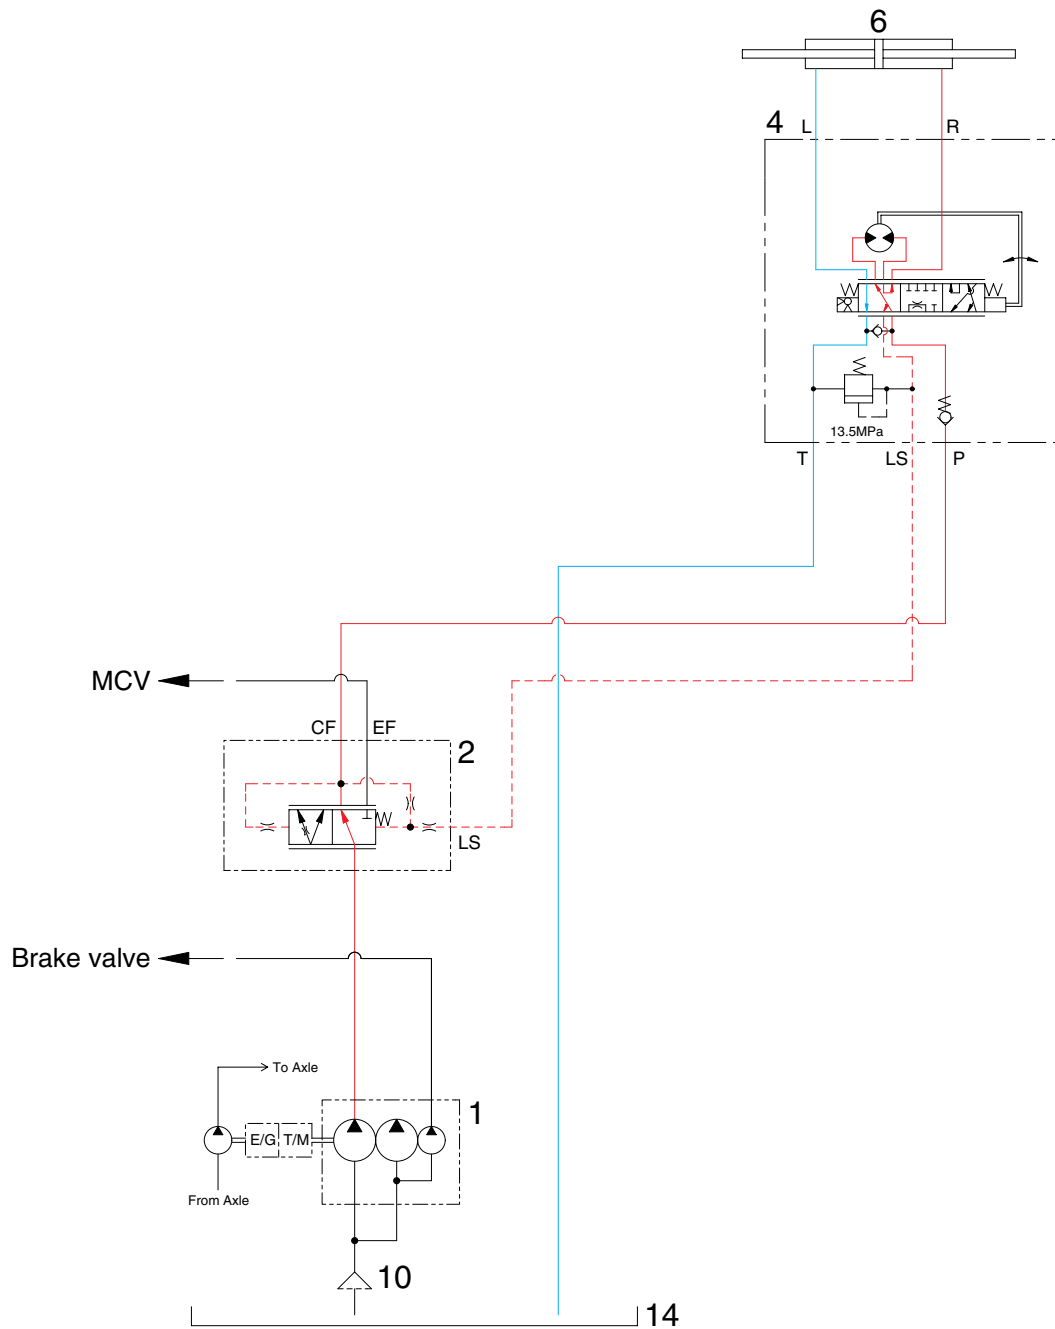 6
4
L
R
13.5MPa
T
LS
P
MCV
CF
EF
2
LS
Brake valve
To Axle
1
E/G
T/M
From Axle
10
14